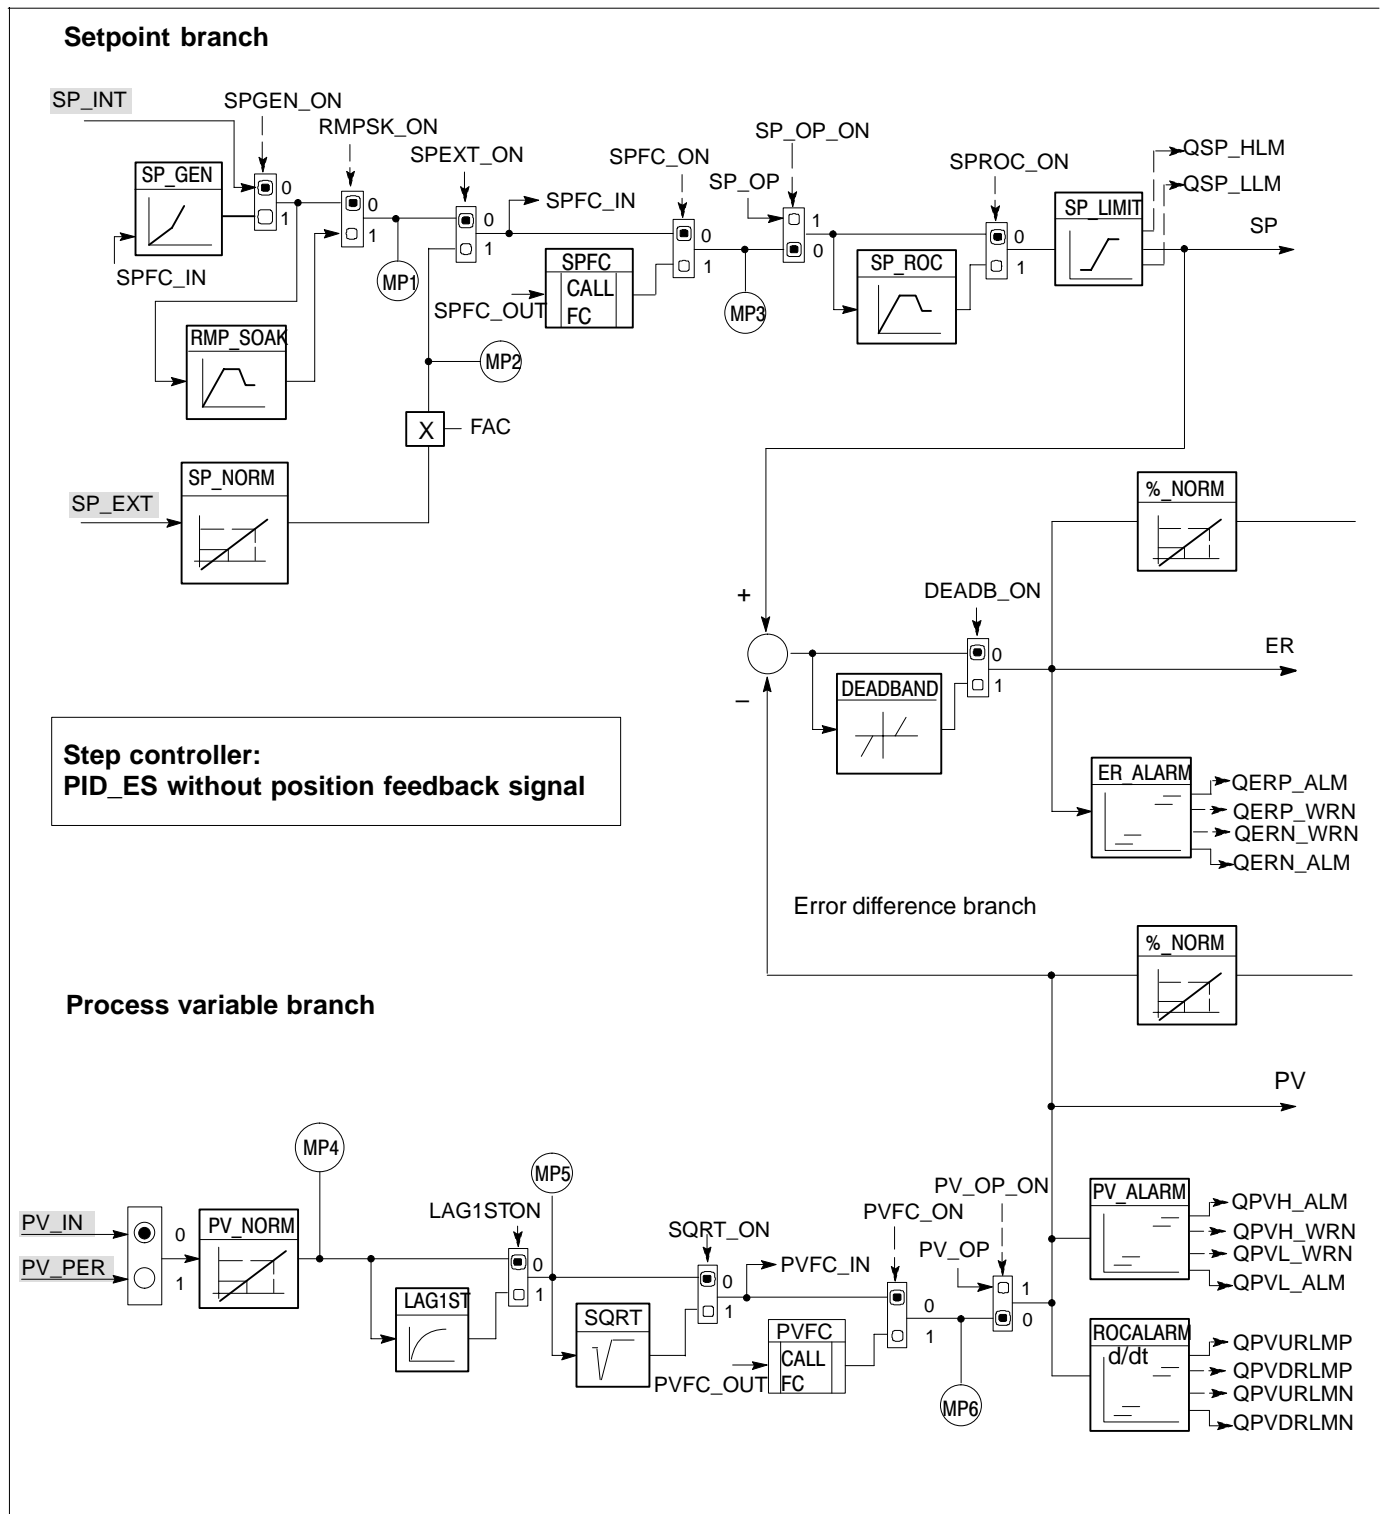 Setpoint branch
SP_INT
SPGEN_ON
RMPSK_ON
SPEXT_ON
SPFC_ON
SP_OP_ON
SPROC_ON
QSP_HLM
QSP_LLM
SP_GEN
0
1
0
1
0
1
SPFC_IN
0
1
SP_OP
1
0
0
1
SP_LIMIT
SP
SPFC_IN
MP1
SPFC
CALL
FC
SPFC_OUT
MP3
SP_ROC
RMP_SOAK
MP2
X
FAC
SP_NORM
SP_EXT
%_NORM
+
−
DEADB_ON
0
1
ER
DEADBAND
Step controller:
PID_ES without position feedback signal
ER_ALARM
QERP_ALM
QERP_WRN
QERN_WRN
QERN_ALM
Error difference branch
%_NORM
Process variable branch
PV
MP4
MP5
PV_IN
PV_PER
0
1
PV_NORM
LAG1STON
0
1
LAG1ST
SQRT_ON
0
1
SQRT
PVFC_IN
PVFC_ON
0
1
PVFC
CALL
FC
PVFC_OUT
MP6
PV_OP_ON
PV_OP
1
0
PV_ALARM
QPVH_ALM
QPVH_WRN
QPVL_WRN
QPVL_ALM
ROCALARM
d/dt
QPVURLMP
QPVDRLMP
QPVURLMN
QPVDRLMN